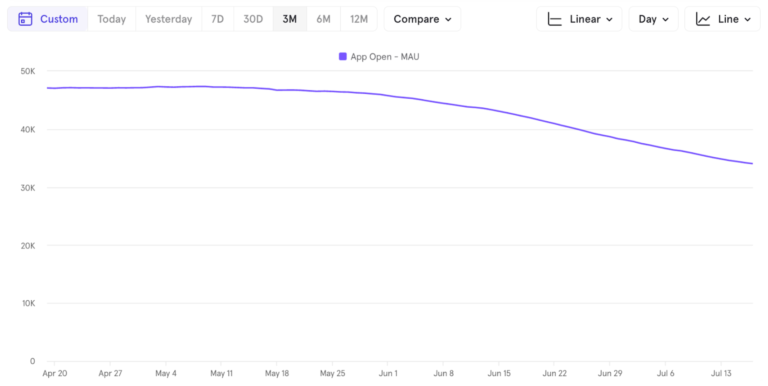 Custom Today Yesterday 7D 30D 3M 6M 12M Compare Linear Day Line
App Open - MAU
50K
40K
30K
20K
10K
0
Apr 20 Apr 27 May 4 May 11 May 18 May 25 Jun 1 Jun 8 Jun 15 Jun 22 Jun 29 Jul 6 Jul 13